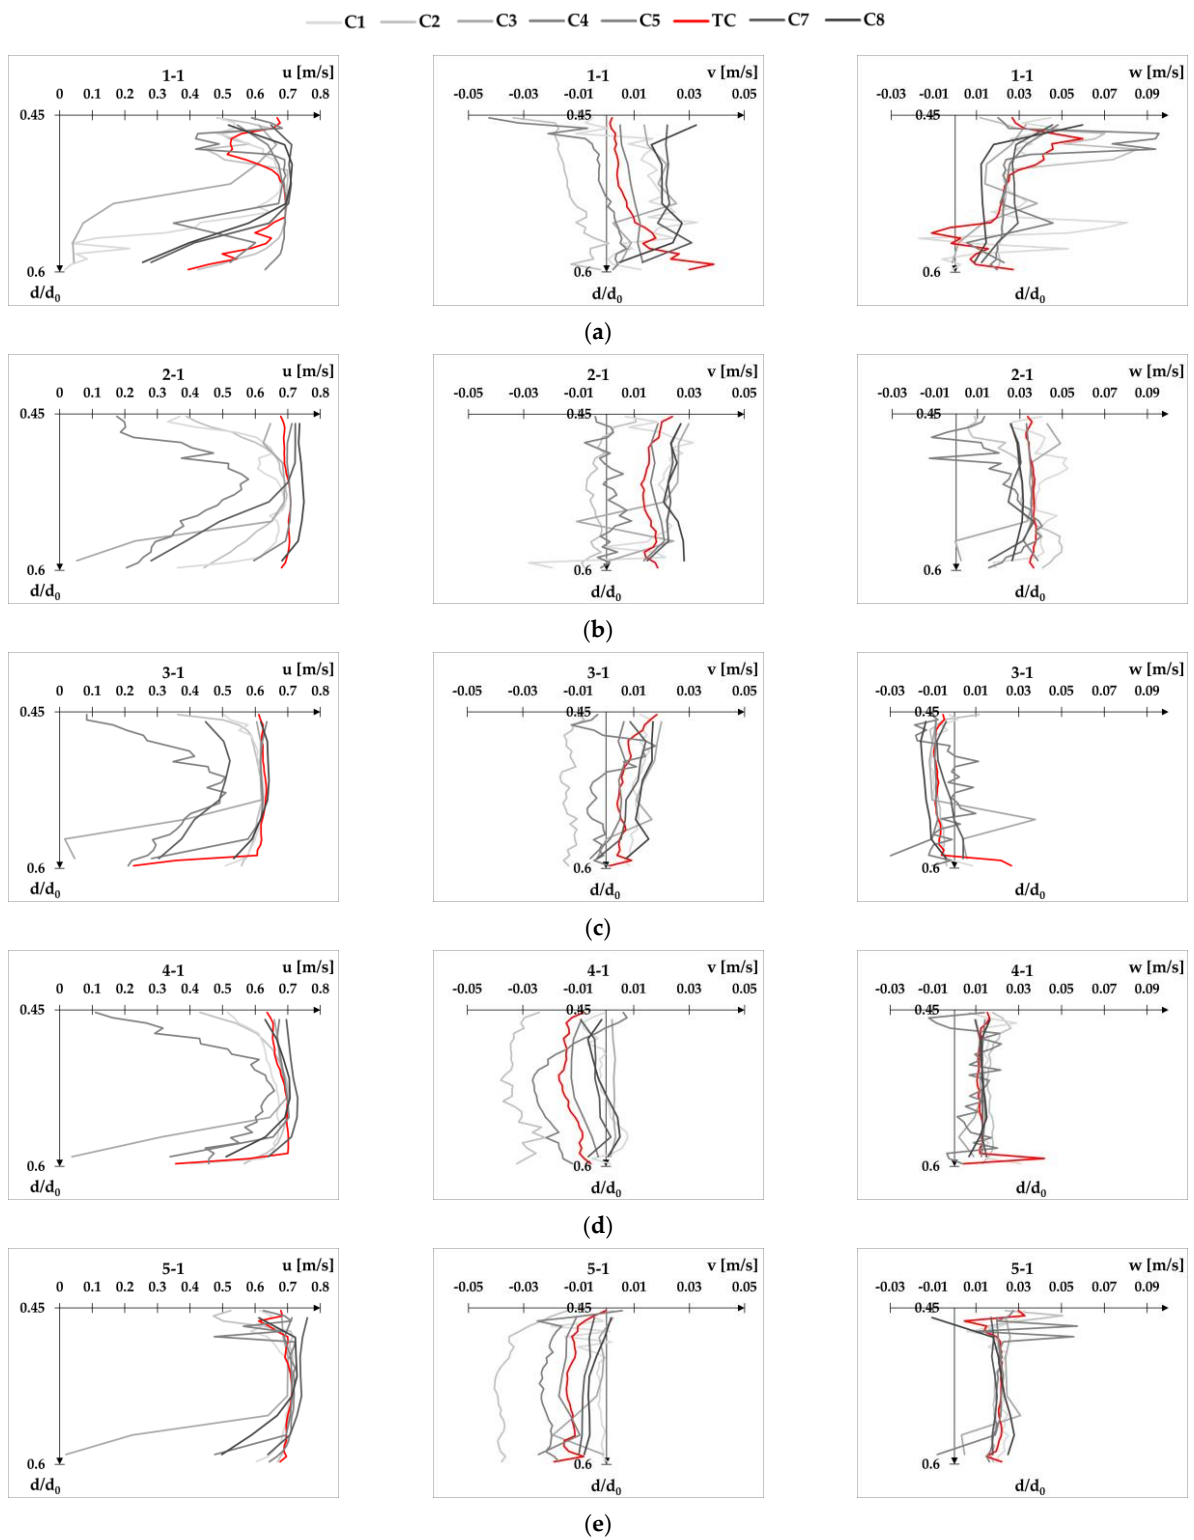 C1 C2 C3 C4 C5 TC C7 C8
1-1 u [m/s]
0 0.1 0.2 0.3 0.4 0.5 0.6 0.7 0.8
0.45
0.6
d/d0
1-1 v [m/s]
-0.05 -0.03 -0.01 0.01 0.03 0.05
0.45
0.6
d/d0
1-1 w [m/s]
-0.03 -0.01 0.01 0.03 0.05 0.07 0.09
0.45
0.6
d/d0
(a)
2-1 u [m/s]
0 0.1 0.2 0.3 0.4 0.5 0.6 0.7 0.8
0.45
0.6
d/d0
2-1 v [m/s]
-0.05 -0.03 -0.01 0.01 0.03 0.05
0.45
0.6
d/d0
2-1 w [m/s]
-0.03 -0.01 0.01 0.03 0.05 0.07 0.09
0.45
0.6
d/d0
(b)
3-1 u [m/s]
0 0.1 0.2 0.3 0.4 0.5 0.6 0.7 0.8
0.45
0.6
d/d0
3-1 v [m/s]
-0.05 -0.03 -0.01 0.01 0.03 0.05
0.45
0.6
d/d0
3-1 w [m/s]
-0.03 -0.01 0.01 0.03 0.05 0.07 0.09
0.45
0.6
d/d0
(c)
4-1 u [m/s]
0 0.1 0.2 0.3 0.4 0.5 0.6 0.7 0.8
0.45
0.6
d/d0
4-1 v [m/s]
-0.05 -0.03 -0.01 0.01 0.03 0.05
0.45
0.6
d/d0
4-1 w [m/s]
-0.03 -0.01 0.01 0.03 0.05 0.07 0.09
0.45
0.6
d/d0
(d)
5-1 u [m/s]
0 0.1 0.2 0.3 0.4 0.5 0.6 0.7 0.8
0.45
0.6
d/d0
5-1 v [m/s]
-0.05 -0.03 -0.01 0.01 0.03 0.05
0.45
0.6
d/d0
5-1 w [m/s]
-0.03 -0.01 0.01 0.03 0.05 0.07 0.09
0.45
0.6
d/d0
(e)